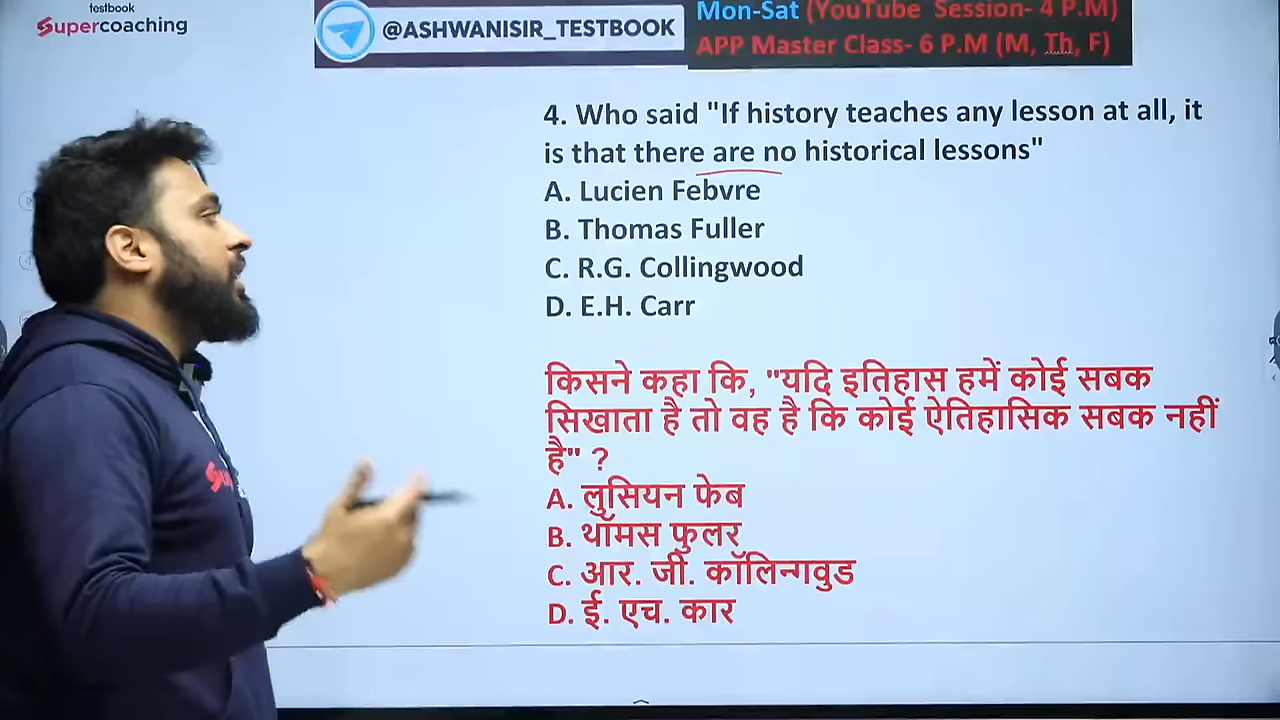 testbook
Supercoaching
@ASHWANISIR_TESTBOOK
Mon-Sat (YouTube Session- 4 P.M)
APP Master Class- 6 P.M (M, Th, F)
4. Who said "If history teaches any lesson at all, it
is that there are no historical lessons"
A. Lucien Febvre
B. Thomas Fuller
C. R.G. Collingwood
D. E.H. Carr
किसने कहा कि, "यदि इतिहास हमें कोई सबक
सिखाता है तो वह है कि कोई ऐतिहासिक सबक नहीं
है" ?
A. लुसियन फेब
B. थॉमस फुलर
C. आर. जी. कॉलिन्गवुड
D. ई. एच. कार